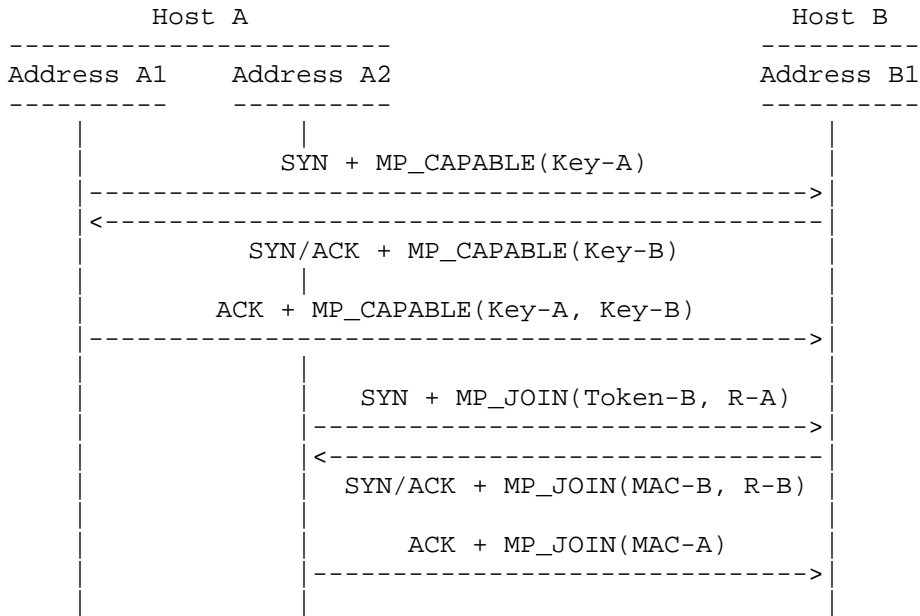 Host A Host B
Address A1 Address A2 Address B1
SYN + MP_CAPABLE(Key-A)
SYN/ACK + MP_CAPABLE(Key-B)
ACK + MP_CAPABLE(Key-A, Key-B)
SYN + MP_JOIN(Token-B, R-A)
SYN/ACK + MP_JOIN(MAC-B, R-B)
ACK + MP_JOIN(MAC-A)